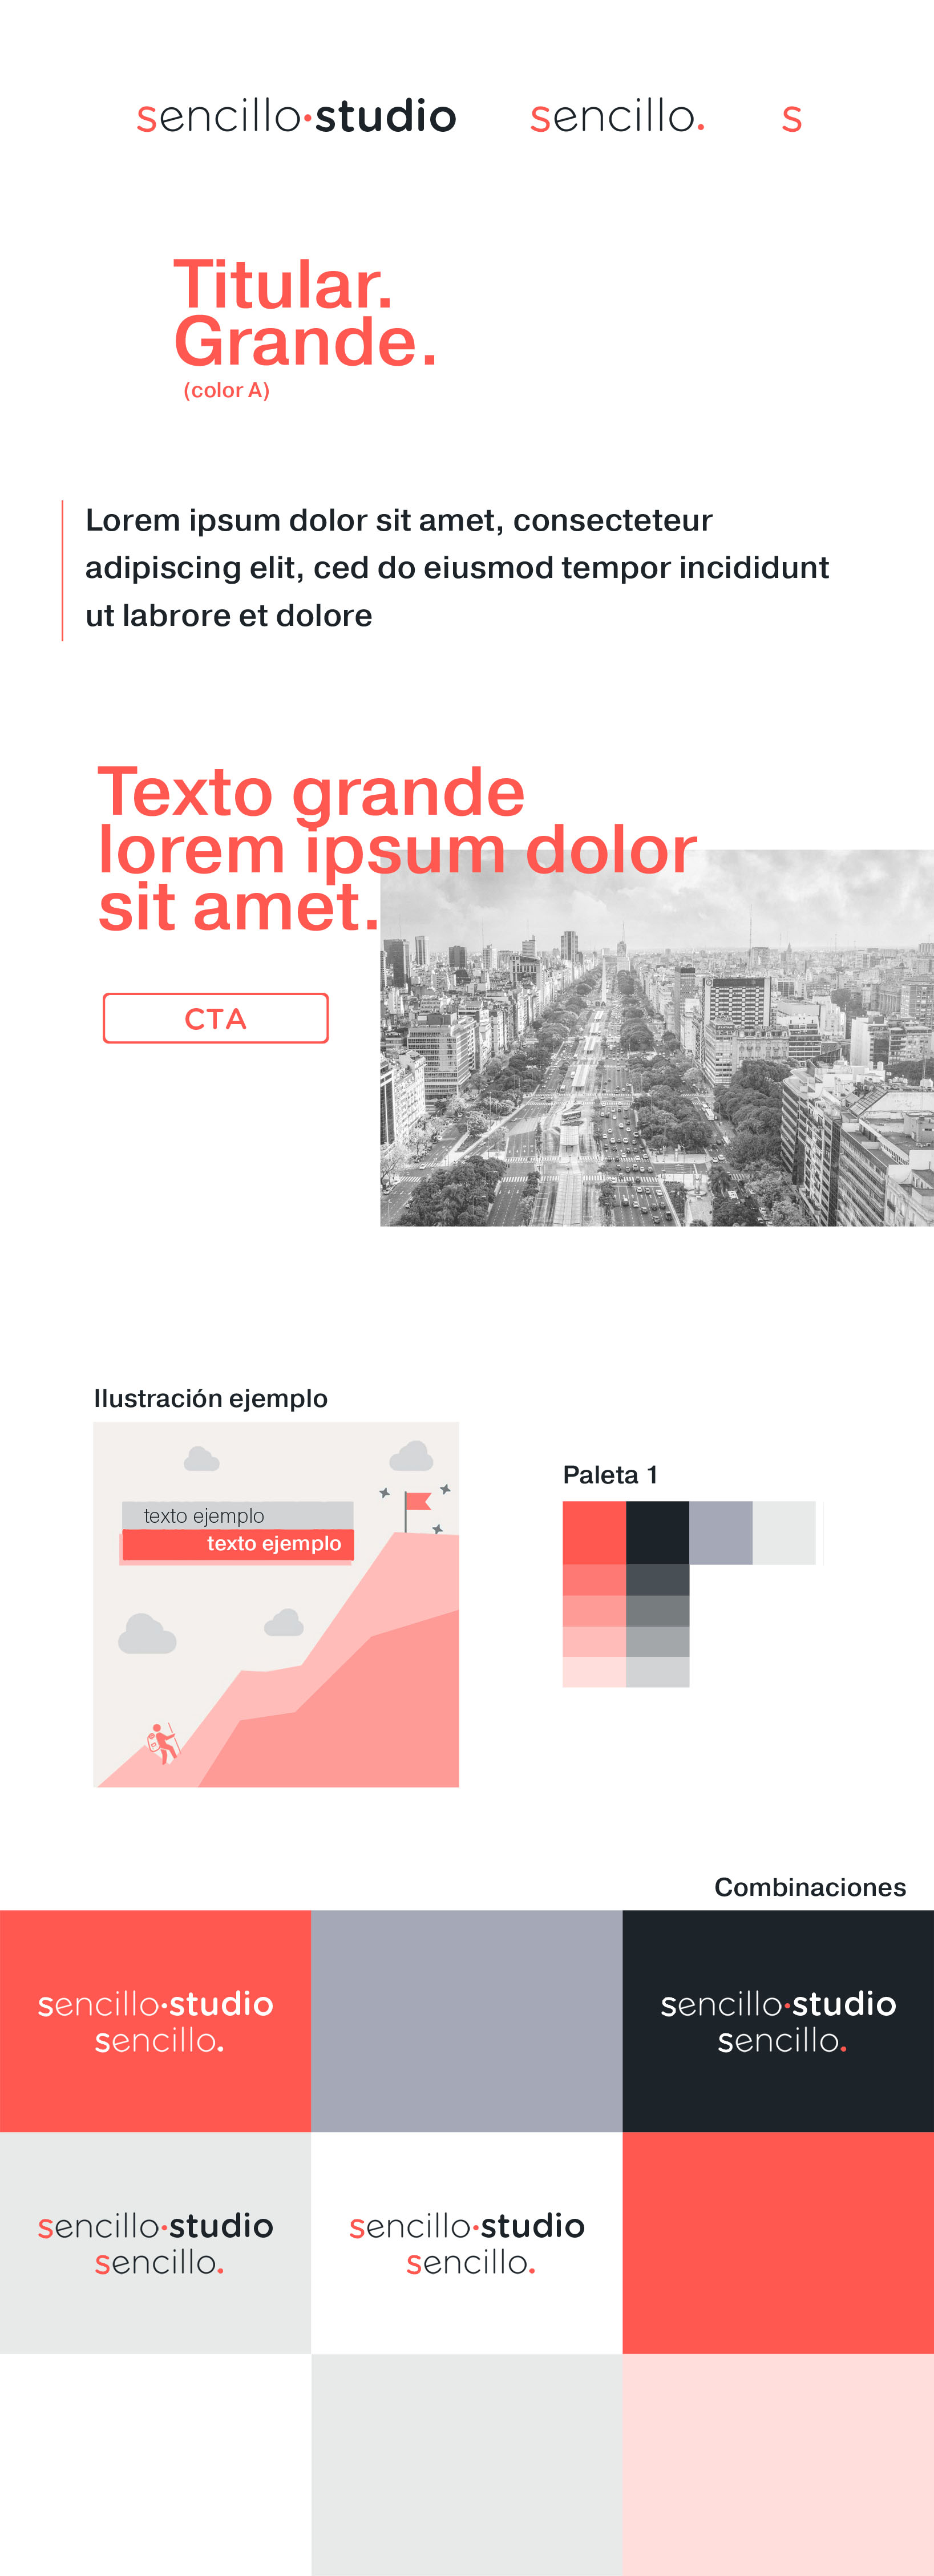 sencillo·studio
sencillo.
s
Titular.
Grande.
(color A)
Lorem ipsum dolor sit amet, consecteteur
adipiscing elit, ced do eiusmod tempor incididunt
ut labrore et dolore
Texto grande
lorem ipsum dolor
sit amet.
CTA
Ilustración ejemplo
texto ejemplo
texto ejemplo
Paleta 1
Combinaciones
sencillo·studio
sencillo.
sencillo·studio
sencillo.
sencillo·studio
sencillo.
sencillo·studio
sencillo.